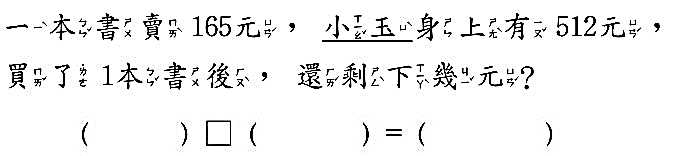 一本書賣165元，小玉身上有512元，
買了1本書後，還剩下幾元？
(　　　)□(　　　)=(　　　)